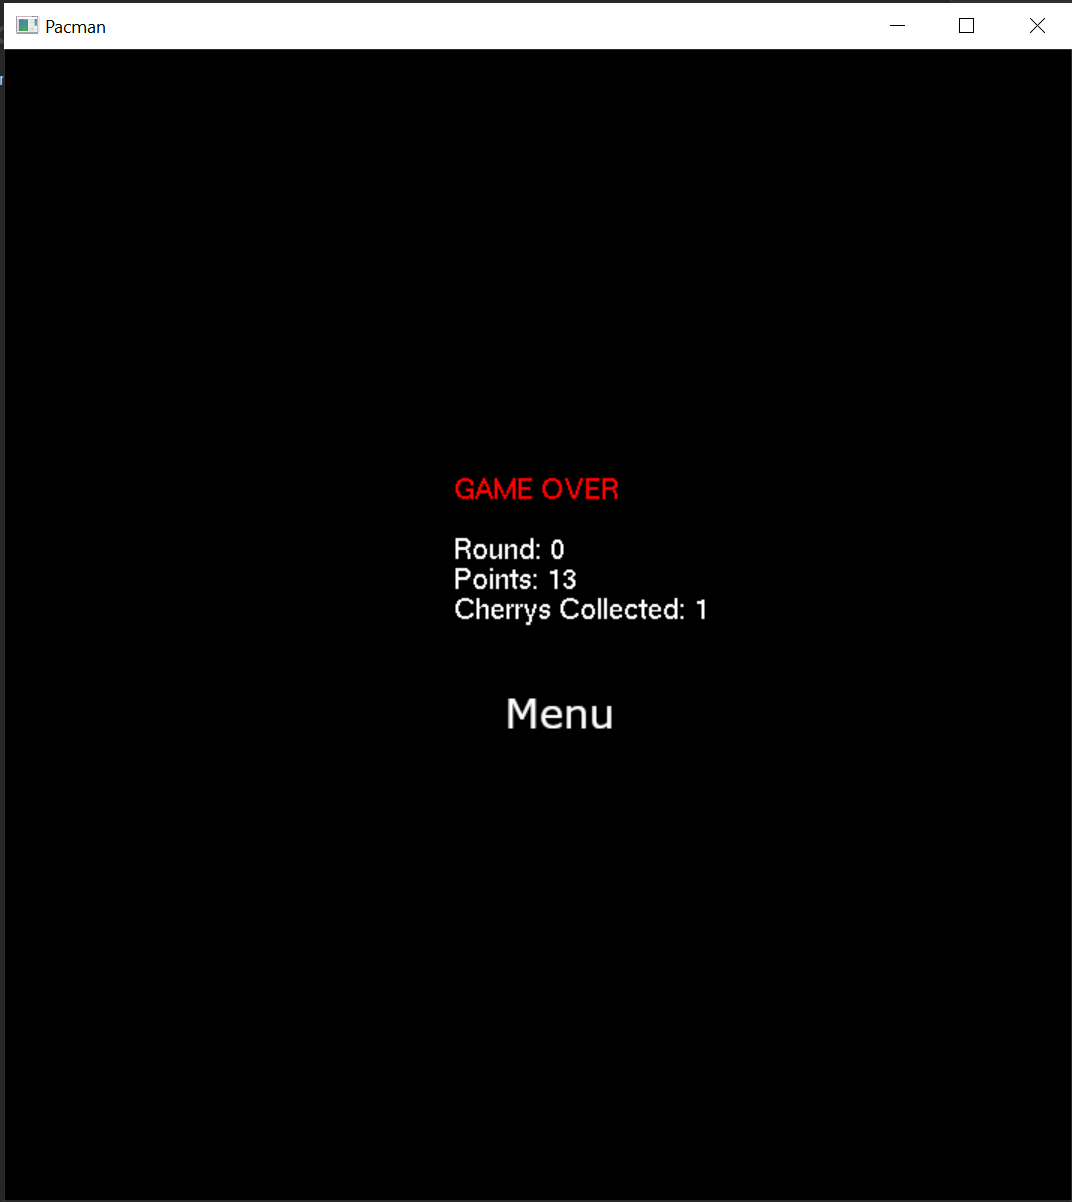 Pacman
GAME OVER
Round: 0
Points: 13
Cherrys Collected: 1
Menu